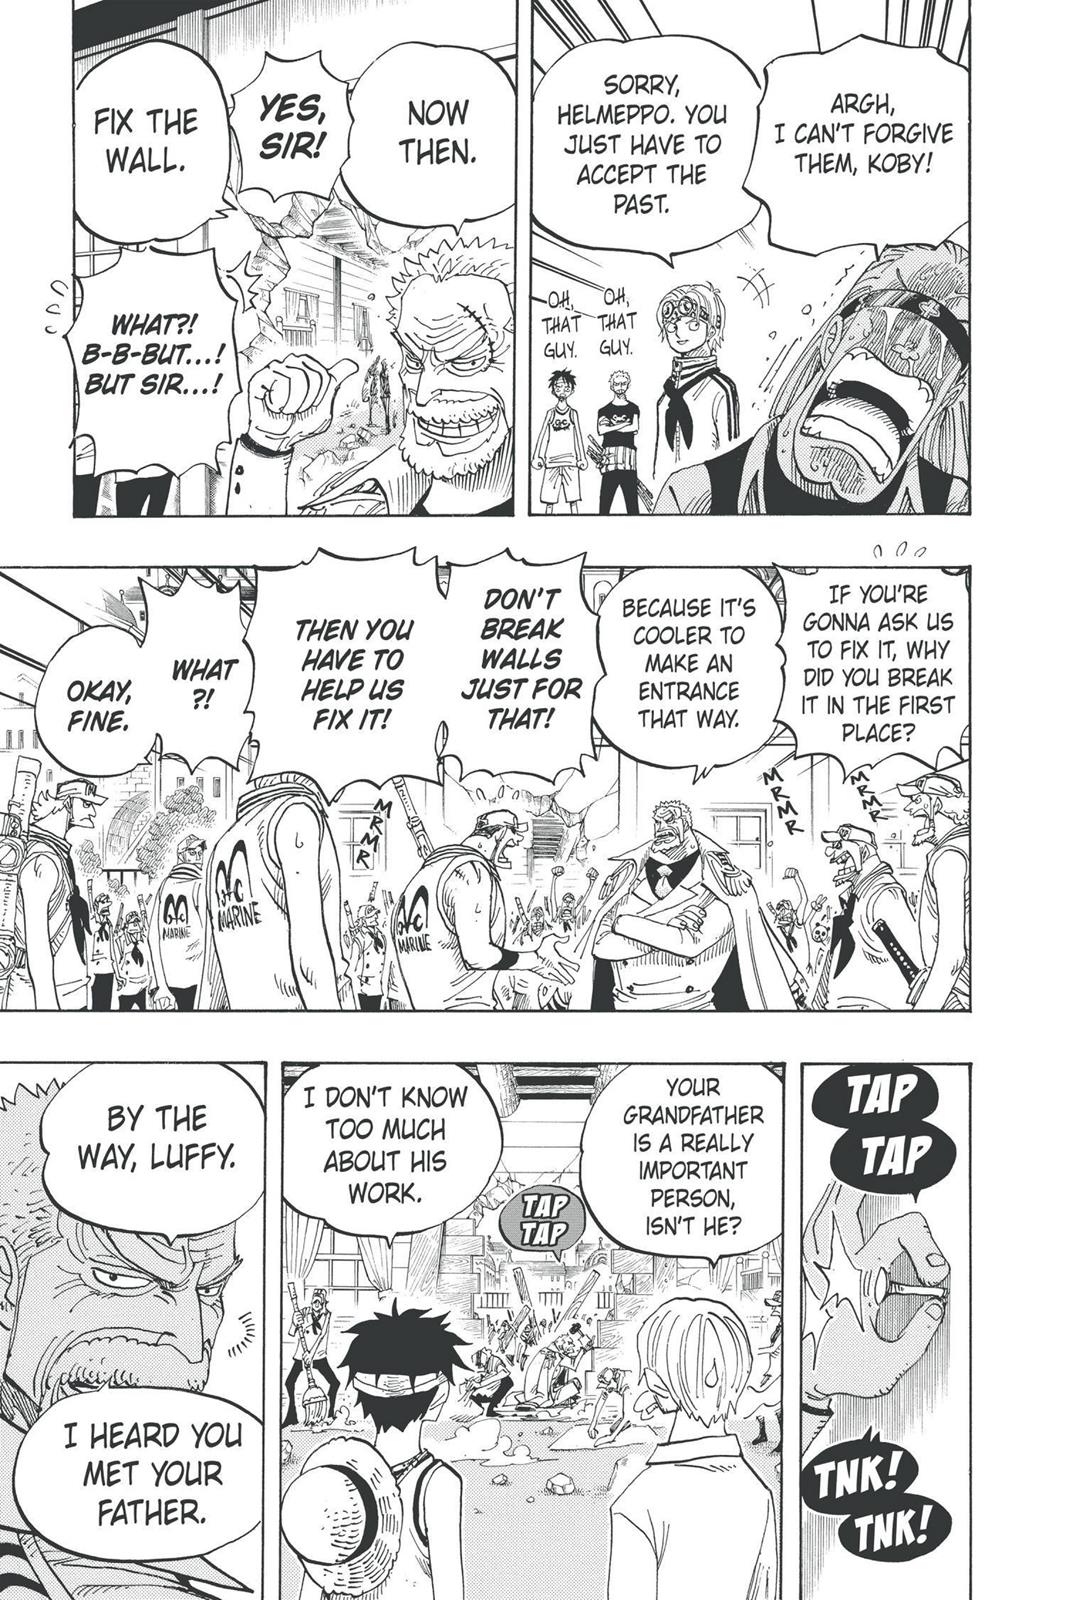 ARGH,
I CAN'T FORGIVE
THEM, KOBY!
SORRY,
HELMEPPO. YOU
JUST HAVE TO
ACCEPT THE
PAST.
OH,
THAT
GUY.
OH,
THAT
GUY.
NOW
THEN.
YES,
SIR!
FIX THE
WALL.
WHAT?!
B-B-BUT...!
BUT SIR...!
IF YOU'RE
GONNA ASK US
TO FIX IT, WHY
DID YOU BREAK
IT IN THE FIRST
PLACE?
BECAUSE IT'S
COOLER TO
MAKE AN
ENTRANCE
THAT WAY.
DON'T
BREAK
WALLS
JUST FOR
THAT!
THEN YOU
HAVE TO
HELP US
FIX IT!
WHAT
?!
OKAY,
FINE.
MRMR
MRMR
MRMR
MARINE
MARINE
MARINE
TAP
TAP
TNK!
TNK!
YOUR
GRANDFATHER
IS A REALLY
IMPORTANT
PERSON,
ISN'T HE?
TAP
TAP
I DON'T KNOW
TOO MUCH
ABOUT HIS
WORK.
BY THE
WAY, LUFFY.
I HEARD YOU
MET YOUR
FATHER.